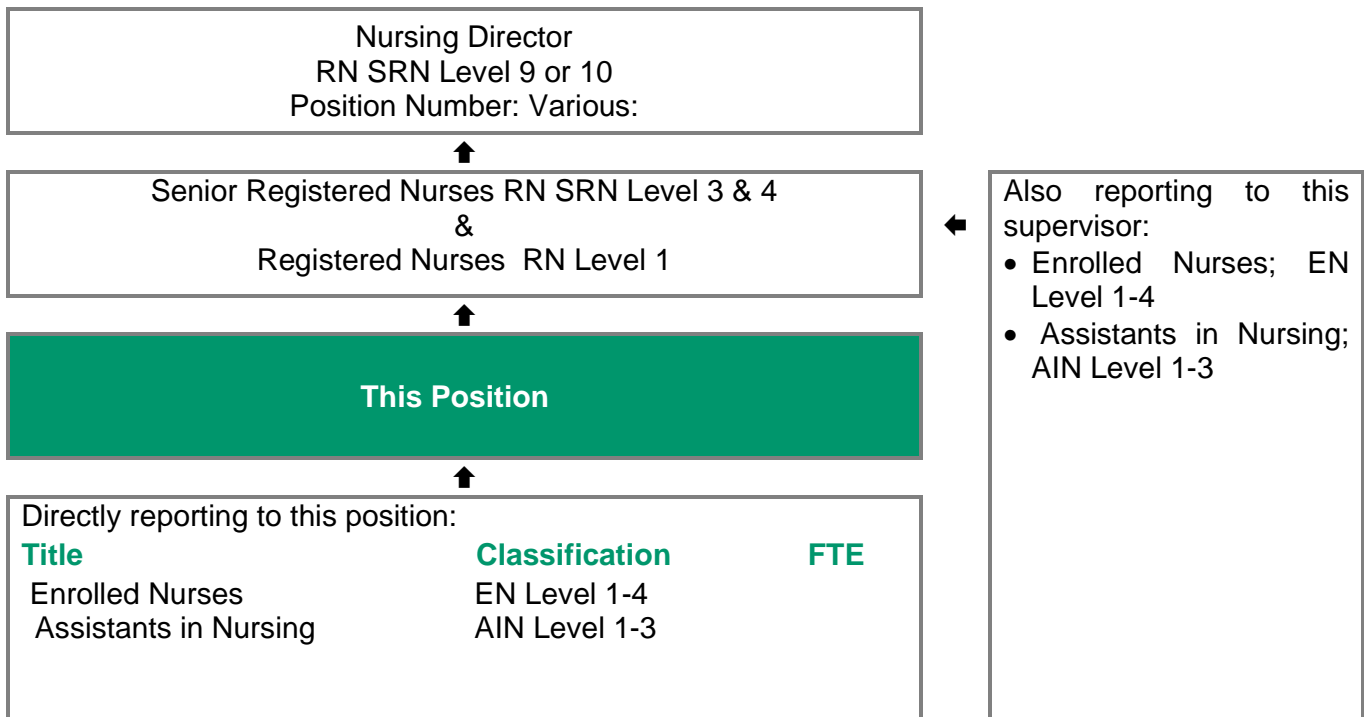 Nursing Director
RN SRN Level 9 or 10
Position Number: Various:
Senior Registered Nurses RN SRN Level 3 & 4
&
Registered Nurses RN Level 1
Also reporting to this
supervisor:
• Enrolled Nurses; EN
Level 1-4
• Assistants in Nursing;
AIN Level 1-3
This Position
Directly reporting to this position:
Title Classification FTE
Enrolled Nurses EN Level 1-4
Assistants in Nursing AIN Level 1-3